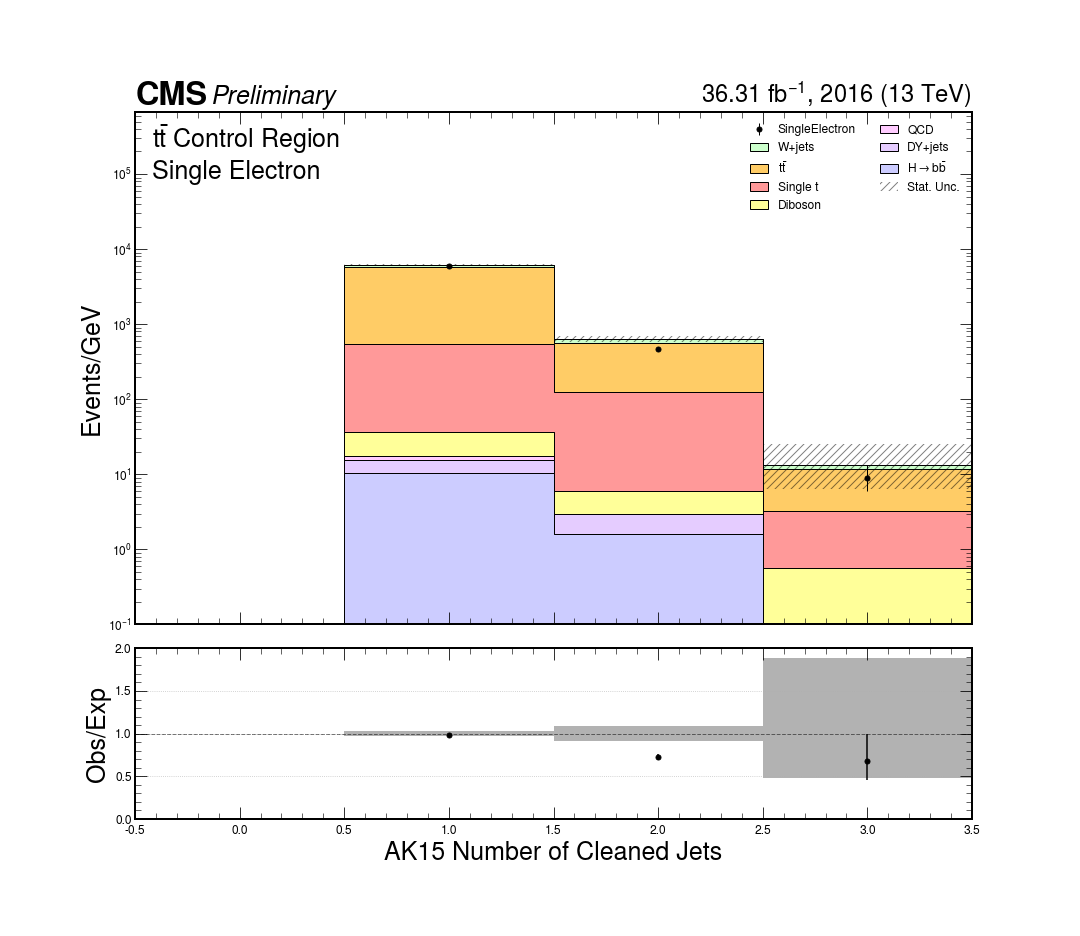 CMS Preliminary
36.31 fb⁻¹, 2016 (13 TeV)
tt̄ Control Region
Single Electron
SingleElectron
W+jets
tt̄
Single t
Diboson
QCD
DY+jets
H→bb̄
Stat. Unc.
Events/GeV
10⁵
10⁴
10³
10²
10¹
10⁰
10⁻¹
Obs/Exp
2.0
1.5
1.0
0.5
0.0
-0.5 0.0 0.5 1.0 1.5 2.0 2.5 3.0 3.5
AK15 Number of Cleaned Jets